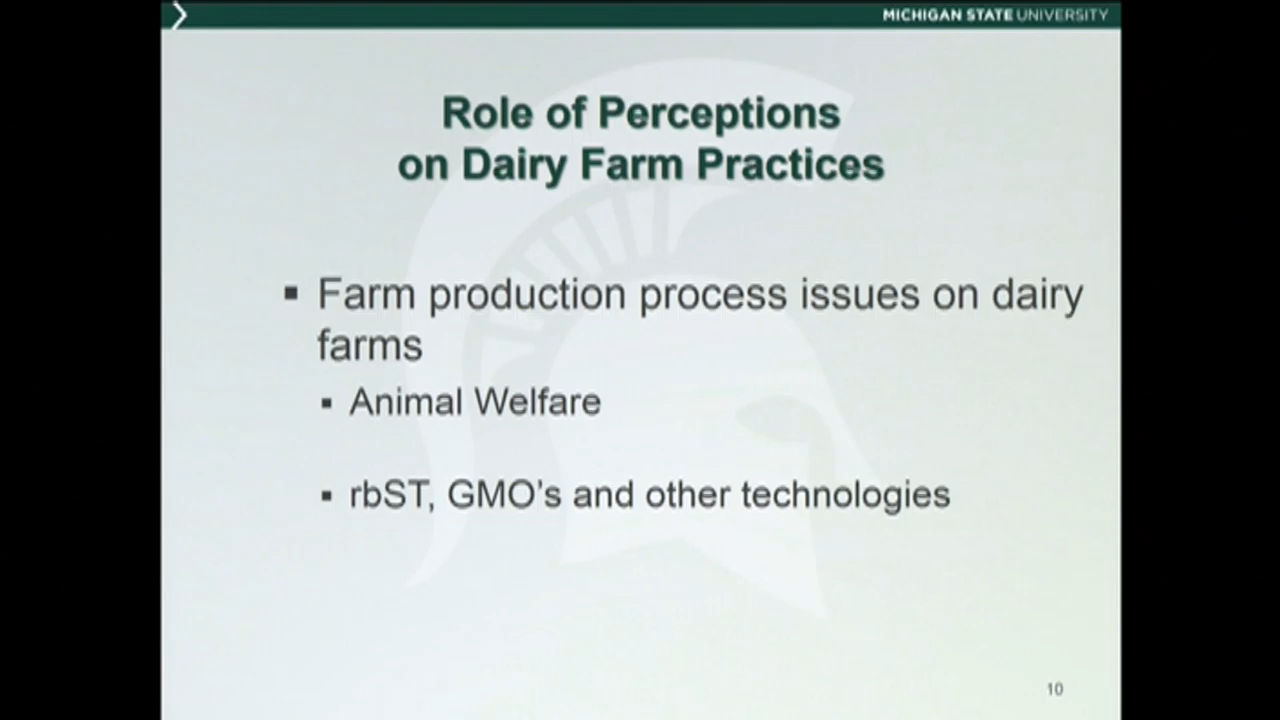 MICHIGAN STATE UNIVERSITY
Role of Perceptions
on Dairy Farm Practices
▪ Farm production process issues on dairy
farms
▪ Animal Welfare
▪ rbST, GMO's and other technologies
10